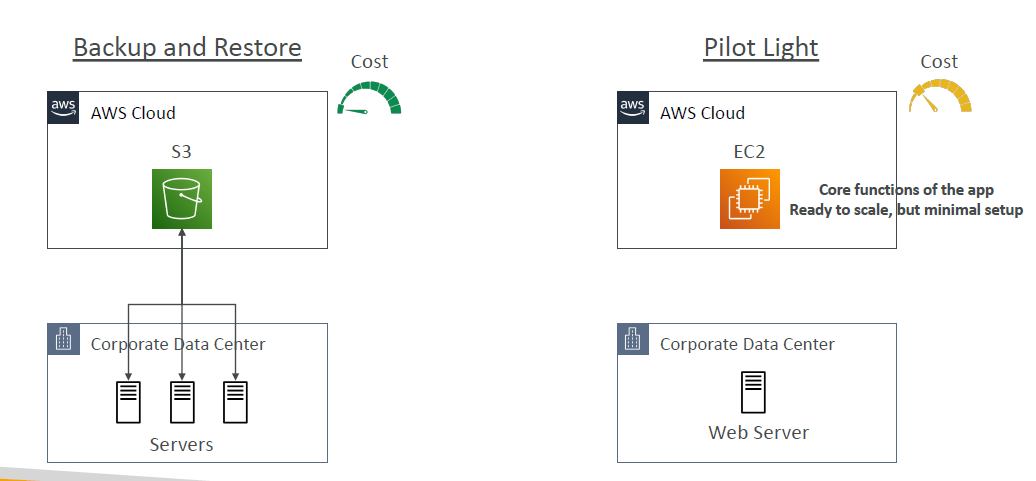 Backup and Restore
Cost
aws
AWS Cloud
S3
Corporate Data Center
Servers
Pilot Light
Cost
aws
AWS Cloud
EC2
Core functions of the app
Ready to scale, but minimal setup
Corporate Data Center
Web Server